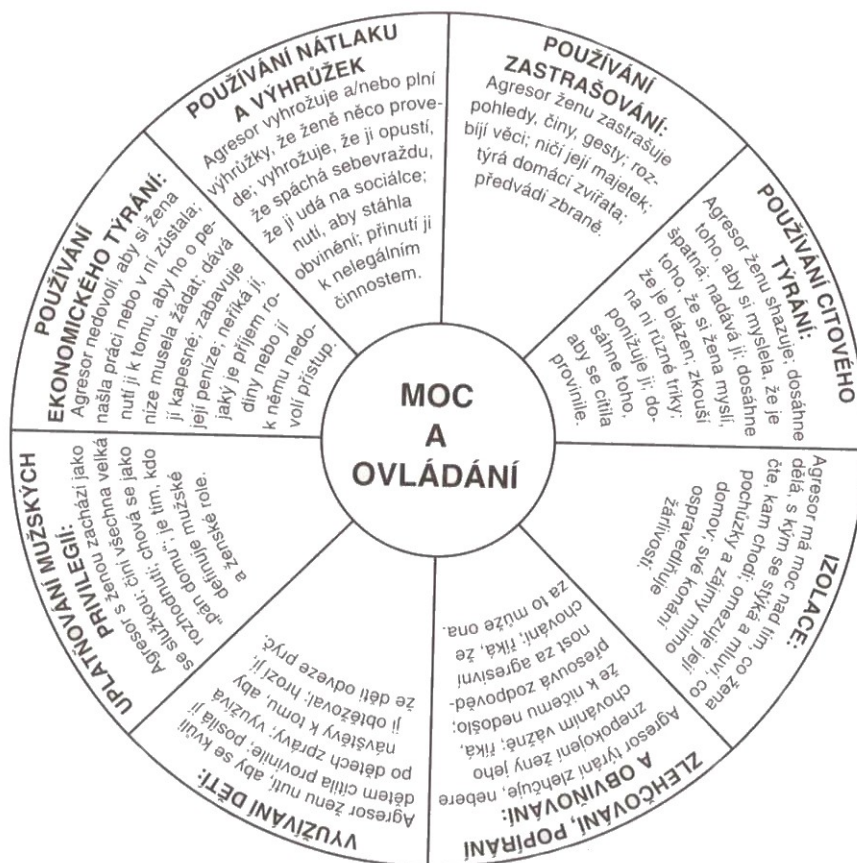 MOC
A
OVLÁDÁNÍ
POUŽÍVÁNÍ NÁTLAKU
A VÝHRŮŽEK
Agresor vyhrožuje a/nebo plní
výhrůžky, že ženě něco prove-
de; vyhrožuje, že ji opustí,
že spáchá sebevraždu,
že ji udá na sociálce;
nutí, aby stáhla
obvinění; přinutí ji
k nelegálním
činnostem.
POUŽÍVÁNÍ
ZASTRAŠOVÁNÍ:
Agresor ženu zastrašuje
pohledy, činy, gesty; roz-
bíjí věci; ničí její majetek;
týrá domácí zvířata;
předvádí zbraně.
POUŽÍVÁNÍ CITOVÉHO
TÝRÁNÍ:
Agresor ženu shazuje; dosáhne
toho, aby si myslela, že je
špatná; nadává jí; dosáhne
toho, že si žena myslí,
že je blázen; zkouší
na ni různé triky;
ponižuje ji; do-
sáhne toho,
aby se cítila
provinile.
IZOLACE:
Agresor má moc nad tím, co žena
dělá, s kým se stýká a mluví, co
čte, kam chodí; omezuje její
pochůzky a zájmy mimo
domov; své konání
ospravedlňuje
žárlivostí.
ZLEHČOVÁNÍ, POPÍRÁNÍ
A OBVIŇOVÁNÍ:
Agresor týrání zlehčuje, nebere
znepokojení ženy jeho
chováním vážně; říká,
že k ničemu nedošlo;
přesouvá zodpověd-
nost za agresivní
chování; říká, že
za to může ona.
VYUŽÍVÁNÍ DĚTÍ:
Agresor ženu nutí, aby se kvůli
dětem cítila provinile; posílá jí
po dětech zprávy; využívá
návštěvy k tomu, aby
ji obtěžoval; hrozí jí,
že děti odveze pryč.
UPLATŇOVÁNÍ MUŽSKÝCH
PRIVILEGIÍ:
Agresor s ženou zachází jako
se služkou; činí všechna velká
rozhodnutí; chová se jako
„pán domu“; je tím, kdo
definuje mužské
a ženské role.
POUŽÍVÁNÍ
EKONOMICKÉHO TÝRÁNÍ:
Agresor nedovolí, aby si žena
našla práci nebo v ní zůstala;
nutí ji k tomu, aby ho o pe-
níze musela žádat; dává
jí kapesné; zabavuje
její peníze; neříká jí,
jaký je příjem ro-
diny nebo jí
k němu nedo-
volí přístup.